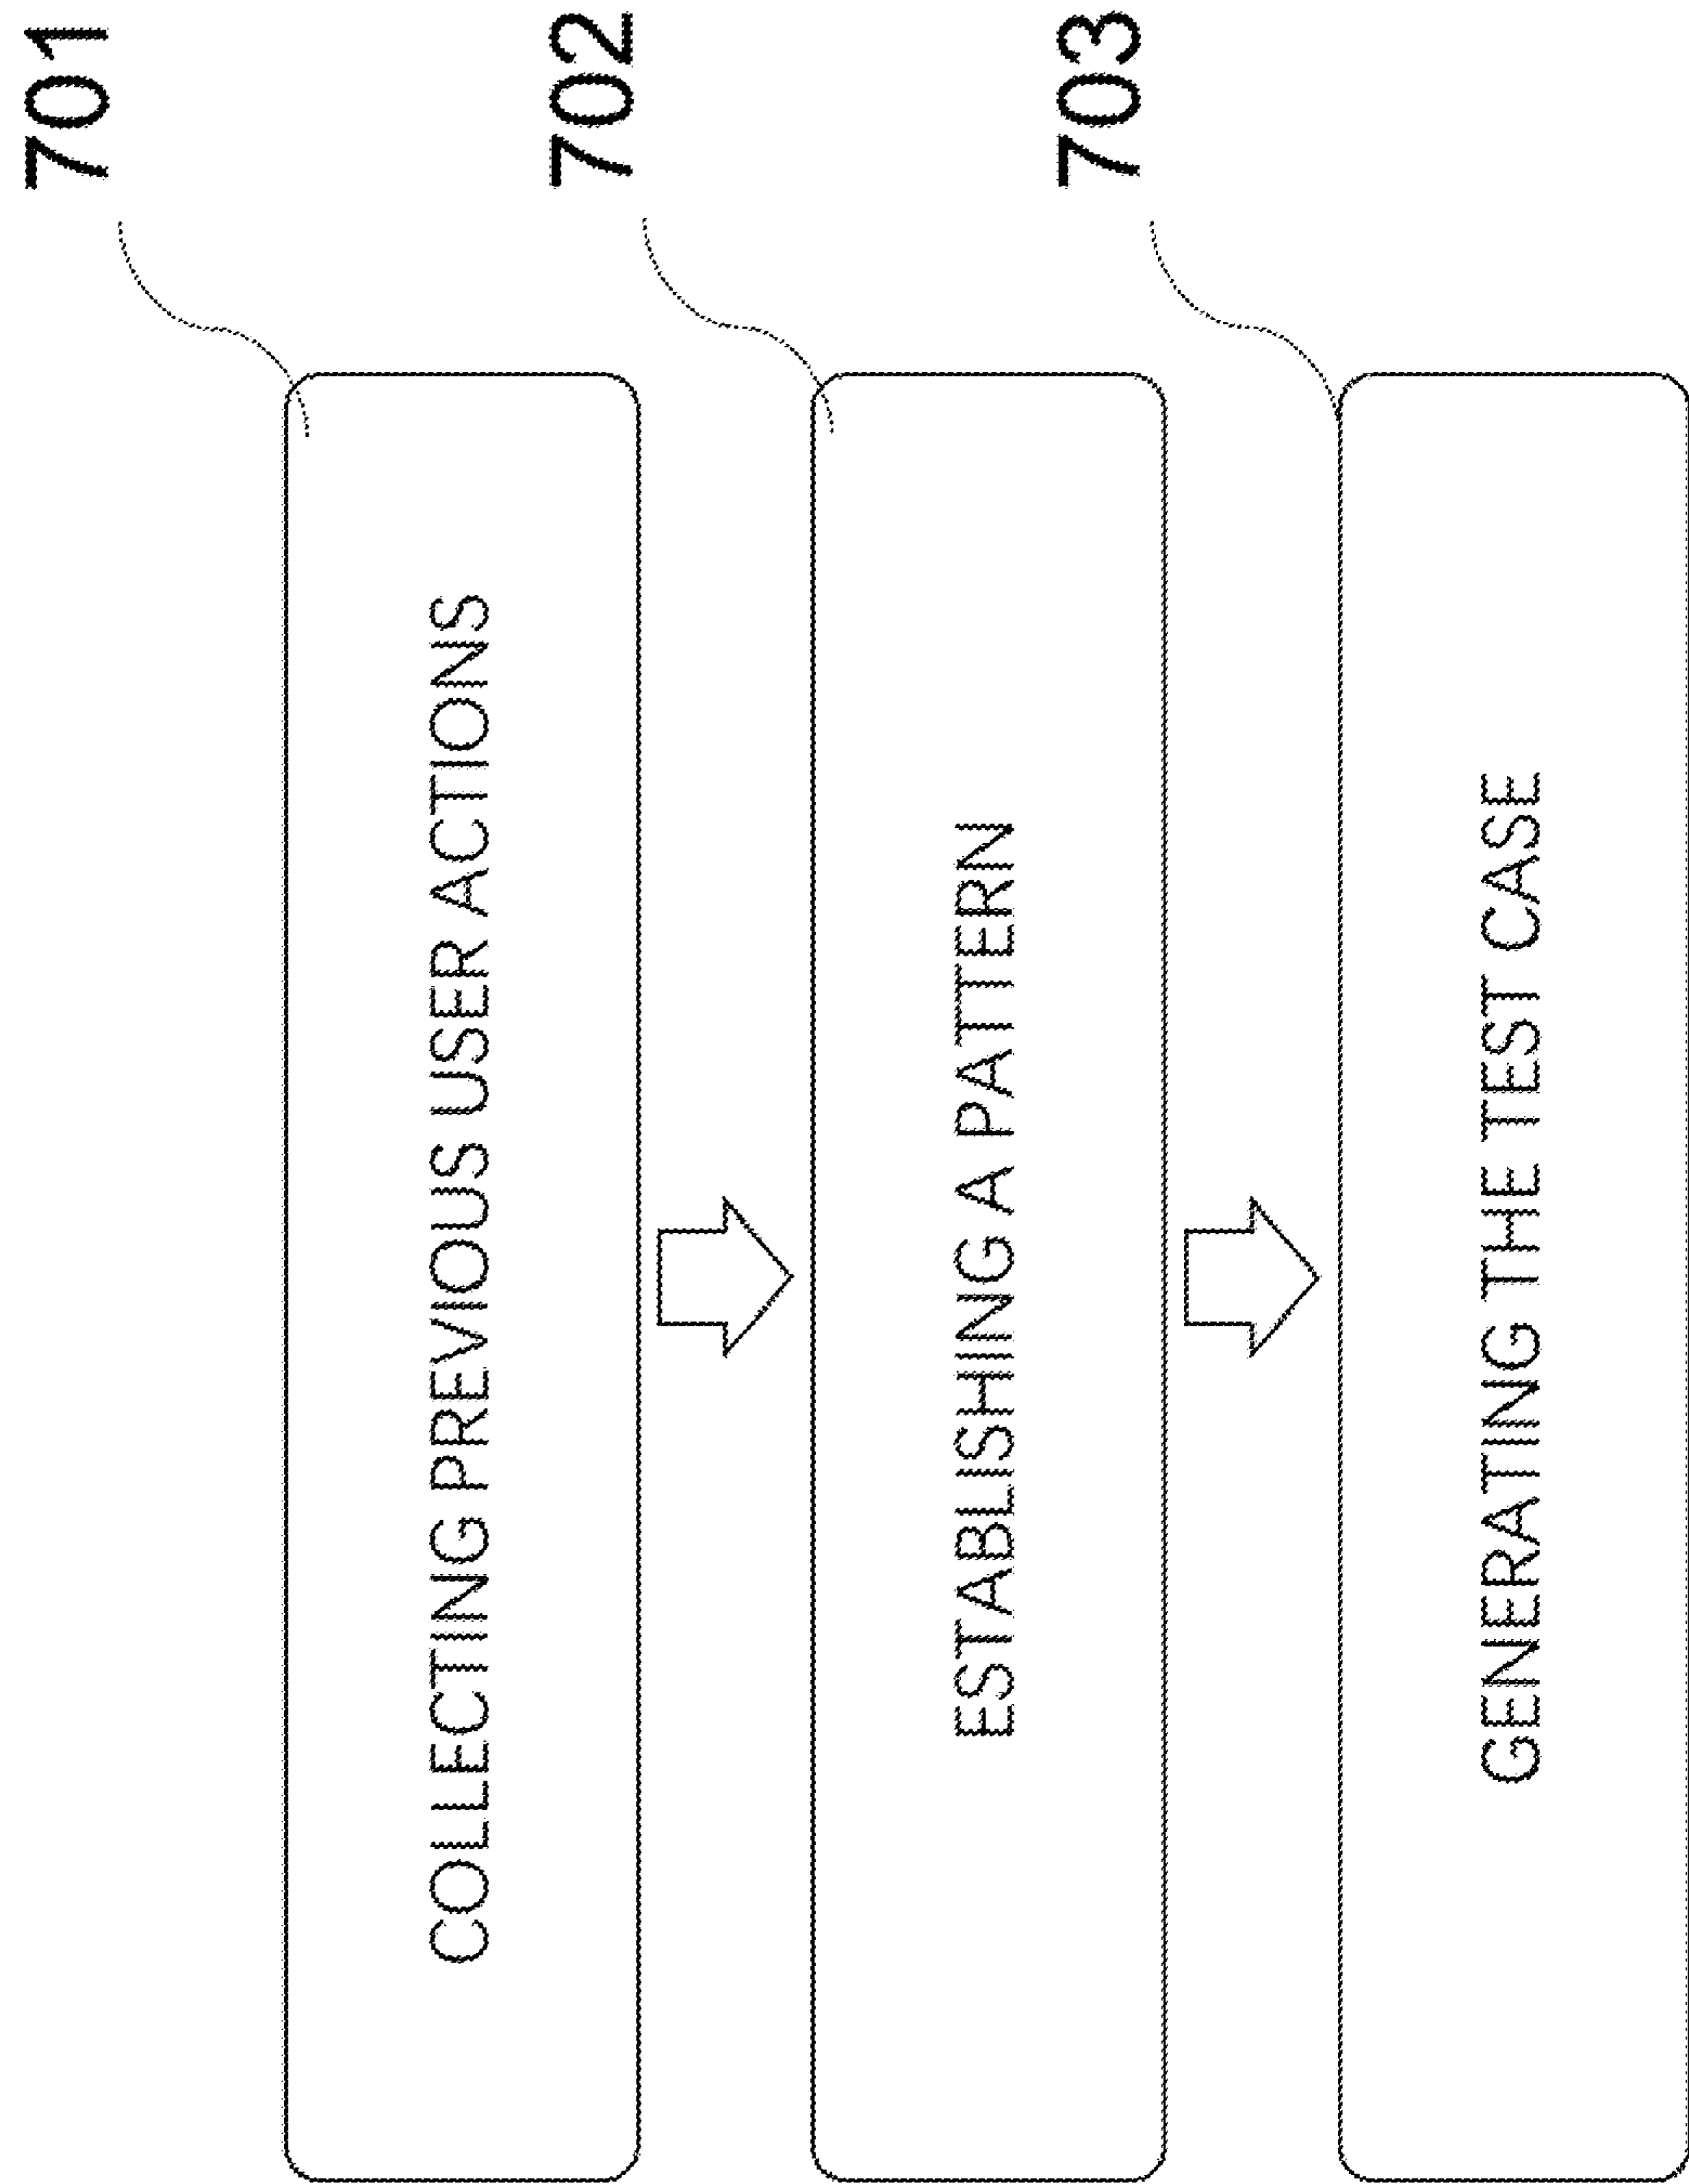 701
COLLECTING PREVIOUS USER ACTIONS
702
ESTABLISHING A PATTERN
703
GENERATING THE TEST CASE